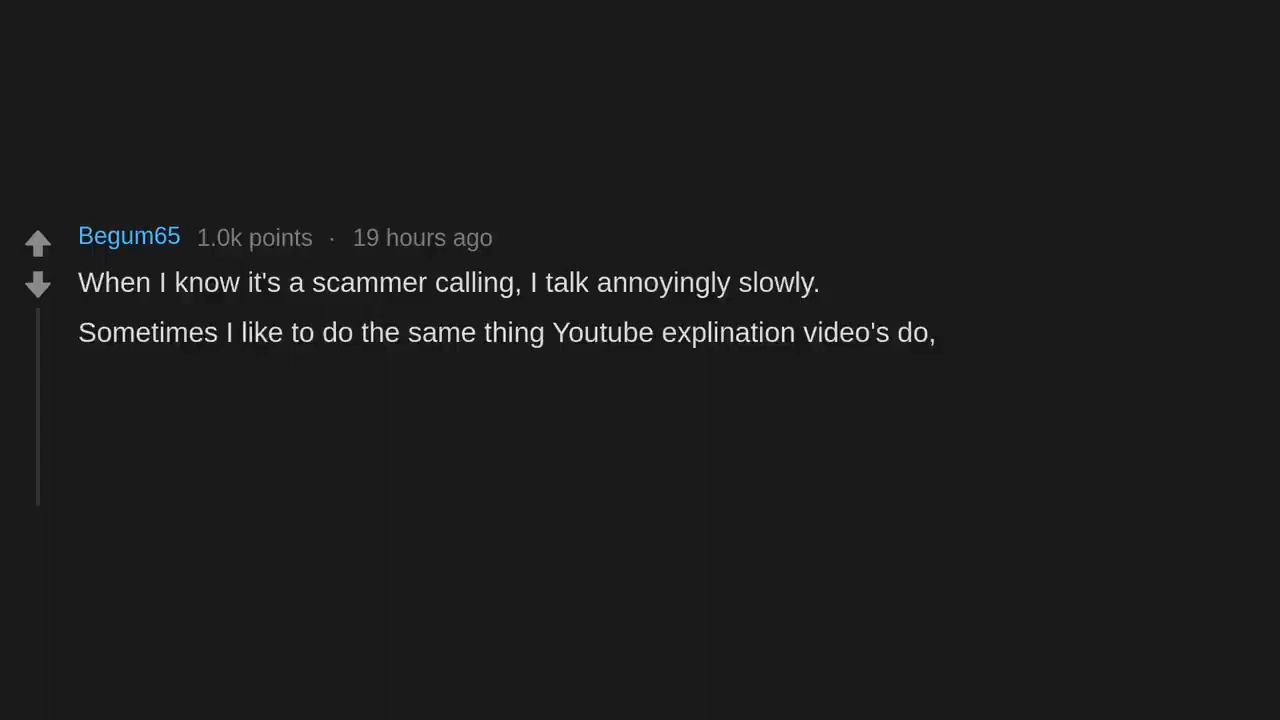 Begum65 1.0k points · 19 hours ago
When I know it's a scammer calling, I talk annoyingly slowly.
Sometimes I like to do the same thing Youtube explination video's do,